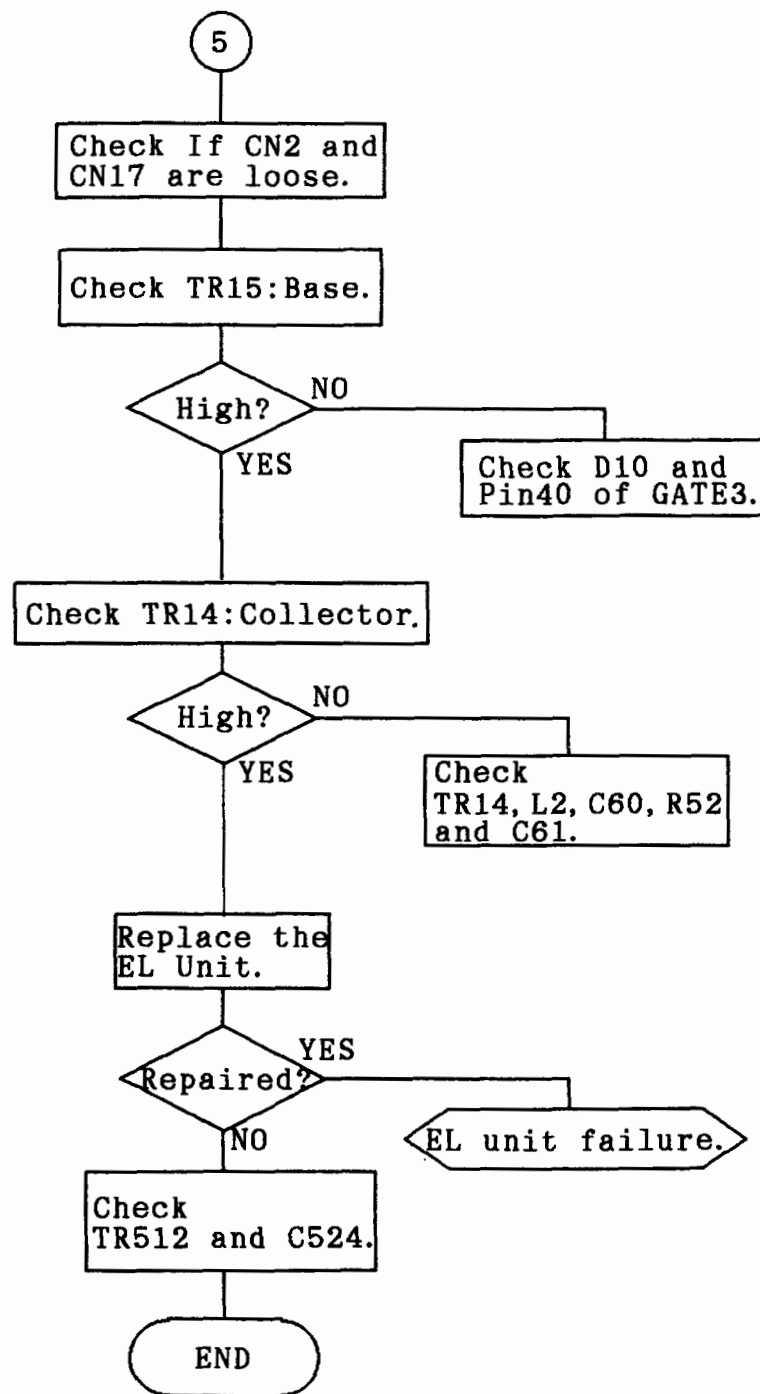 5
Check If CN2 and
CN17 are loose.
Check TR15:Base.
High?
NO
YES
Check D10 and
Pin40 of GATE3.
Check TR14:Collector.
High?
NO
YES
Check
TR14, L2, C60, R52
and C61.
Replace the
EL Unit.
Repaired?
YES
NO
EL unit failure.
Check
TR512 and C524.
END